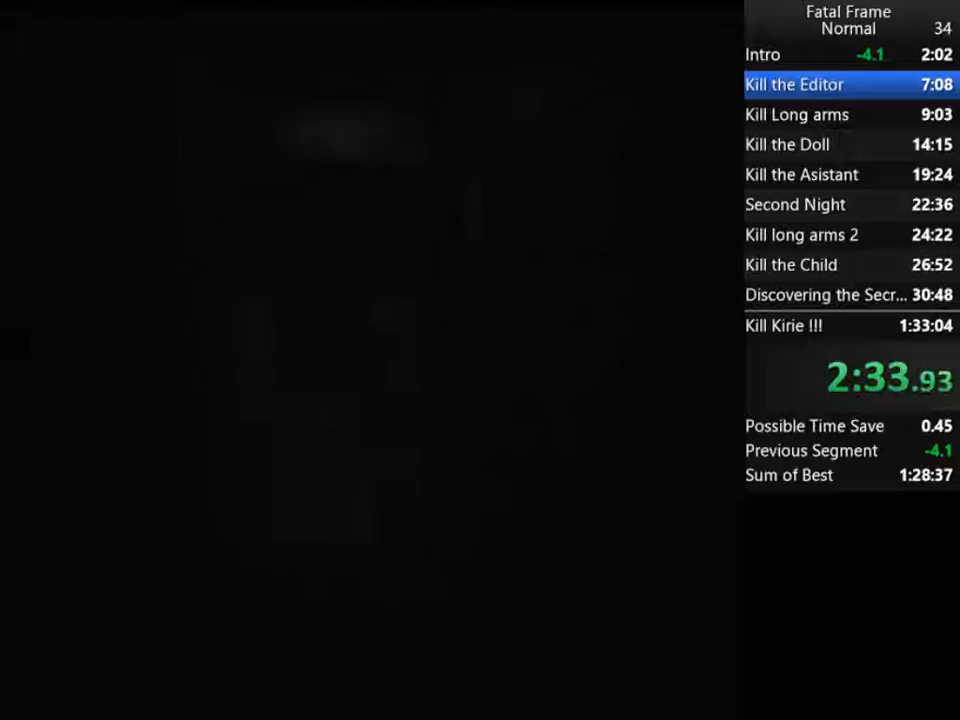 Fatal Frame
Normal 34
Intro -4.1 2:02
Kill the Editor 7:08
Kill Long arms 9:03
Kill the Doll 14:15
Kill the Asistant 19:24
Second Night 22:36
Kill long arms 2 24:22
Kill the Child 26:52
Discovering the Secr... 30:48
Kill Kirie !!! 1:33:04
2:33.93
Possible Time Save 0.45
Previous Segment -4.1
Sum of Best 1:28:37